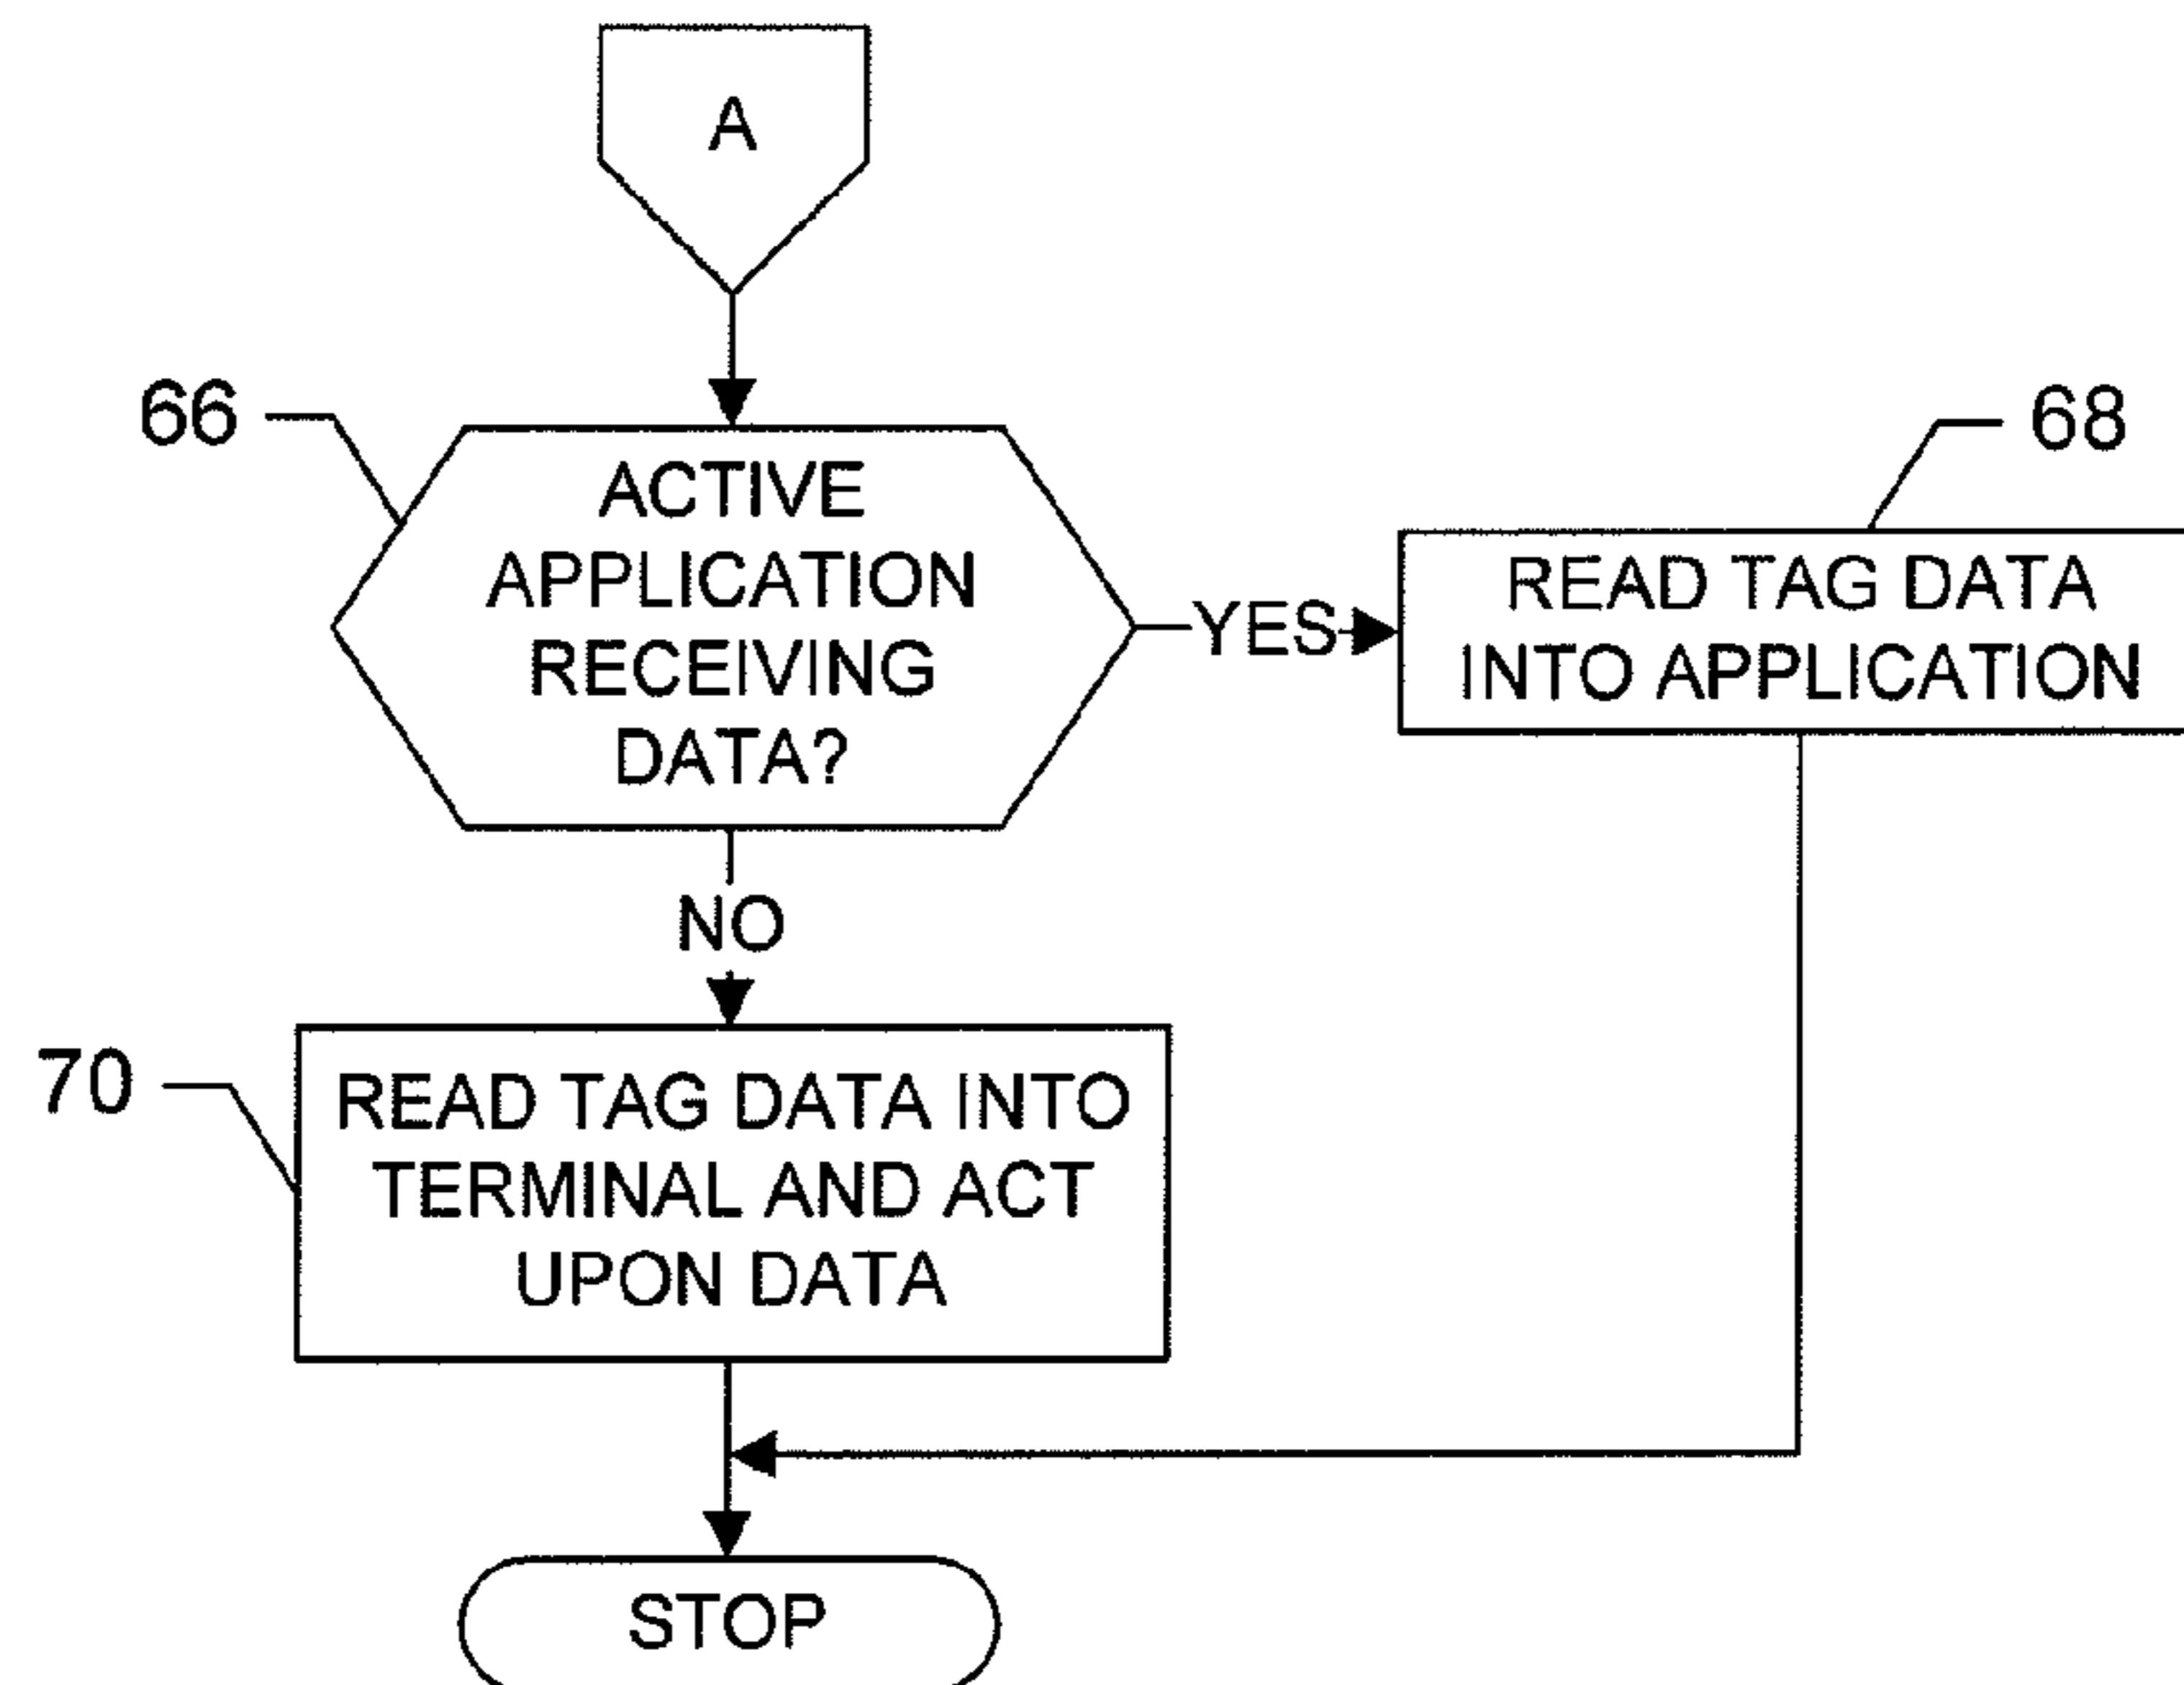 A
66
ACTIVE
APPLICATION
RECEIVING
DATA?
YES
68
READ TAG DATA
INTO APPLICATION
NO
70
READ TAG DATA INTO
TERMINAL AND ACT
UPON DATA
STOP